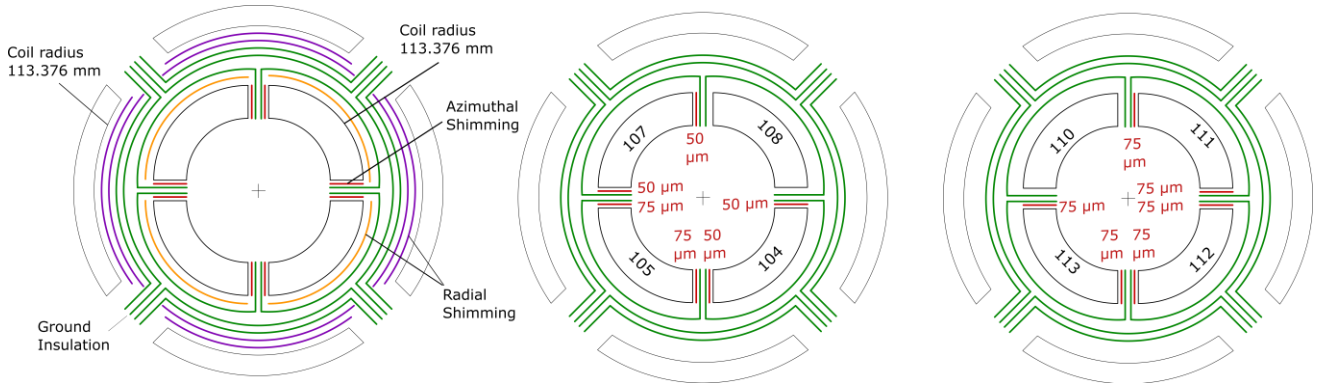 Coil radius
113.376 mm
Coil radius
113.376 mm
Azimuthal
Shimming
Radial
Shimming
Ground
Insulation
107
108
50
µm
50 µm
75 µm
50 µm
75
µm
50
µm
105
104
110
111
75
µm
75 µm
75 µm
75 µm
75
µm
75
µm
113
112